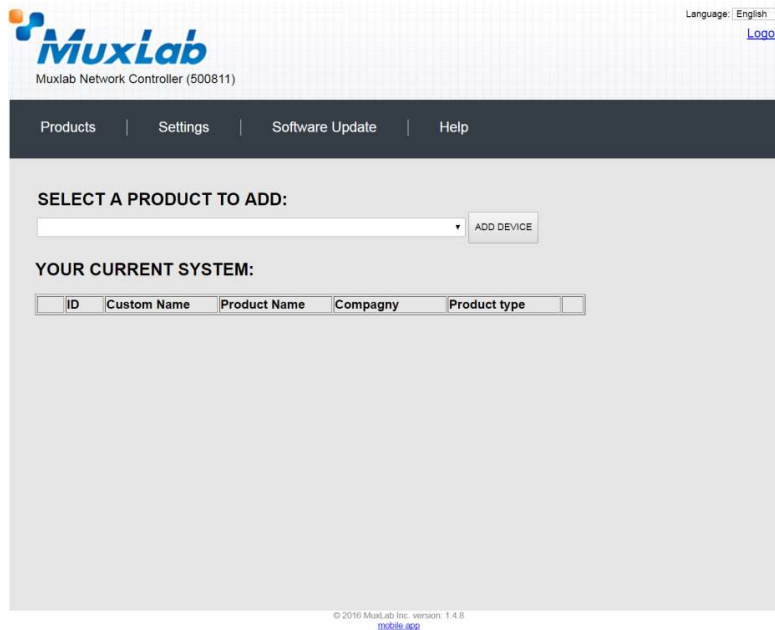 Language: English
Logo
MuxLab
Muxlab Network Controller (500811)
Products | Settings | Software Update | Help
SELECT A PRODUCT TO ADD:
ADD DEVICE
YOUR CURRENT SYSTEM:
ID Custom Name Product Name Compagny Product type
© 2016 MuxLab Inc. version: 1.4.8
mobile app